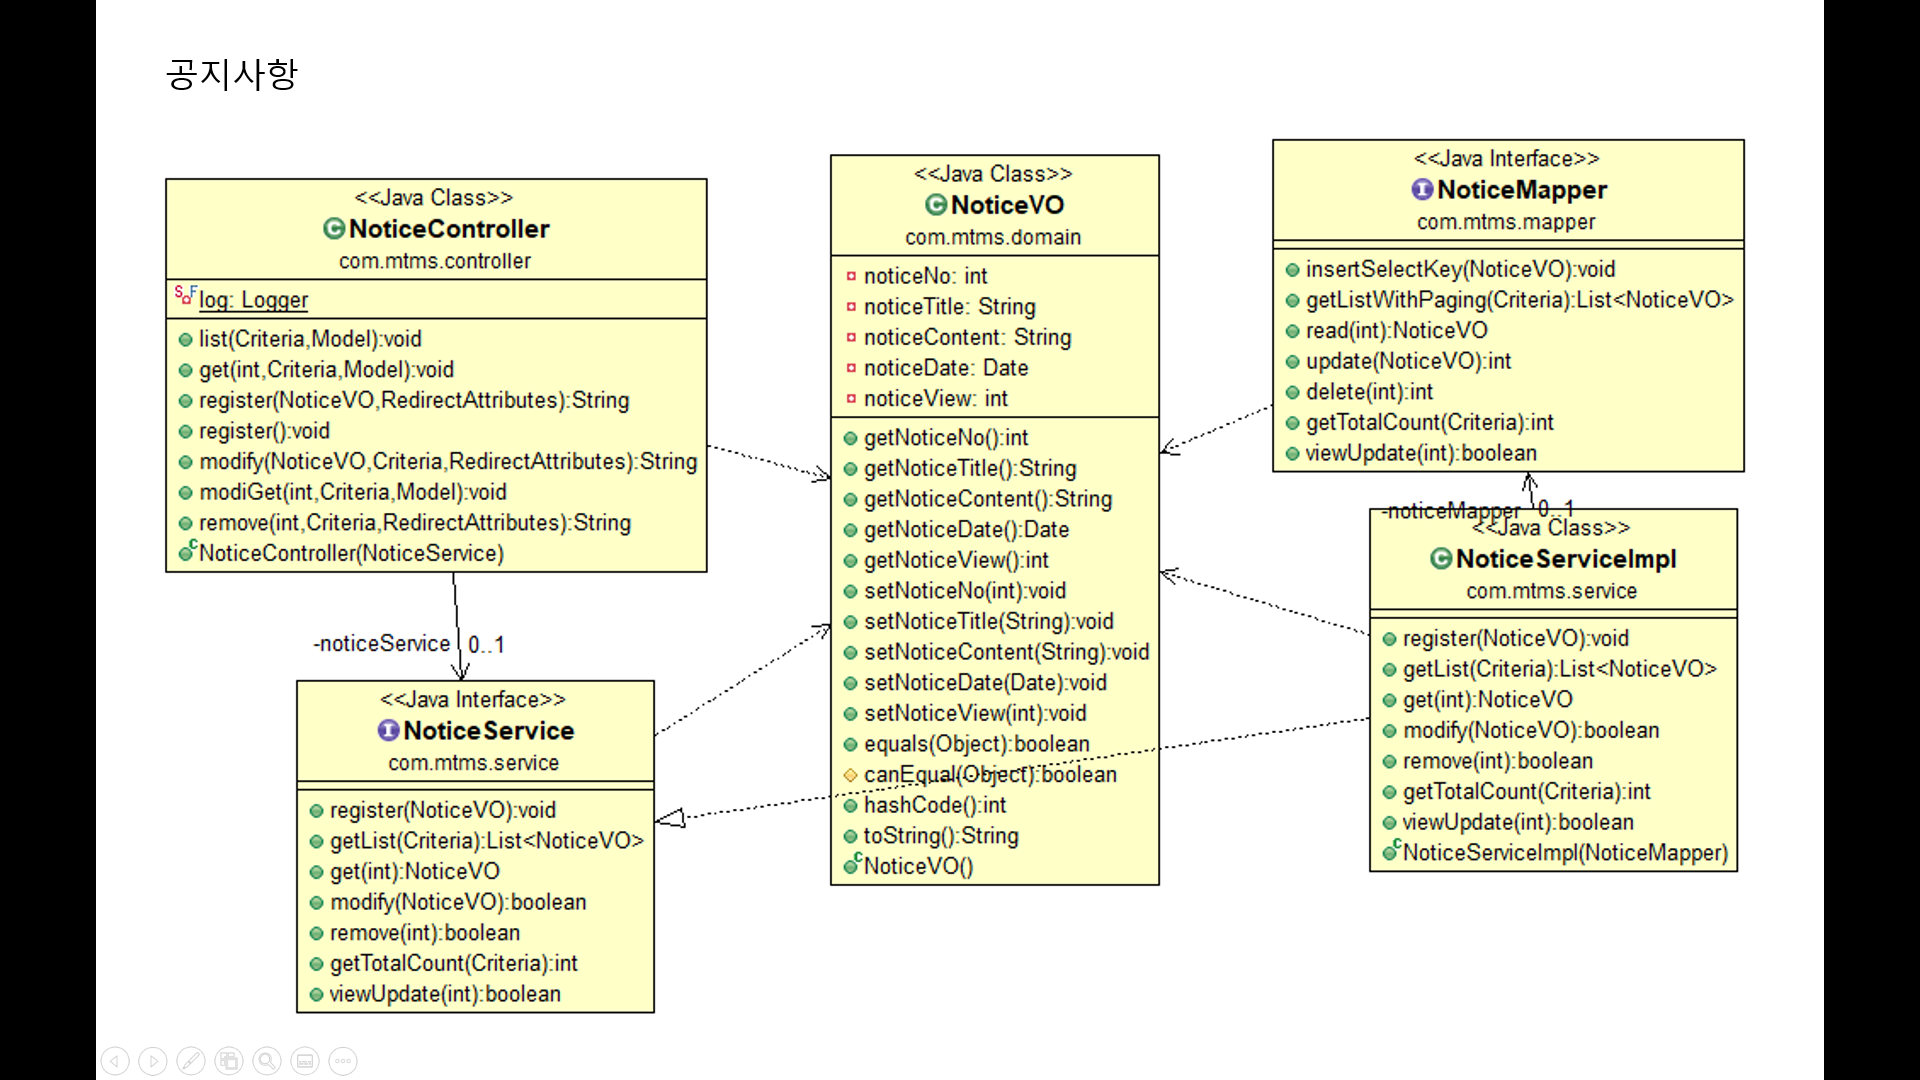 공지사항
<<Java Class>>
NoticeController
com.mtms.controller
log: Logger
list(Criteria,Model):void
get(int,Criteria,Model):void
register(NoticeVO,RedirectAttributes):String
register():void
modify(NoticeVO,Criteria,RedirectAttributes):String
modiGet(int,Criteria,Model):void
remove(int,Criteria,RedirectAttributes):String
NoticeController(NoticeService)
-noticeService 0..1
<<Java Interface>>
NoticeService
com.mtms.service
register(NoticeVO):void
getList(Criteria):List<NoticeVO>
get(int):NoticeVO
modify(NoticeVO):boolean
remove(int):boolean
getTotalCount(Criteria):int
viewUpdate(int):boolean
<<Java Class>>
NoticeVO
com.mtms.domain
noticeNo: int
noticeTitle: String
noticeContent: String
noticeDate: Date
noticeView: int
getNoticeNo():int
getNoticeTitle():String
getNoticeContent():String
getNoticeDate():Date
getNoticeView():int
setNoticeNo(int):void
setNoticeTitle(String):void
setNoticeContent(String):void
setNoticeDate(Date):void
setNoticeView(int):void
equals(Object):boolean
canEqual(Object):boolean
hashCode():int
toString():String
NoticeVO()
<<Java Interface>>
NoticeMapper
com.mtms.mapper
insertSelectKey(NoticeVO):void
getListWithPaging(Criteria):List<NoticeVO>
read(int):NoticeVO
update(NoticeVO):int
delete(int):int
getTotalCount(Criteria):int
viewUpdate(int):boolean
-noticeMapper 0..1
<<Java Class>>
NoticeServiceImpl
com.mtms.service
register(NoticeVO):void
getList(Criteria):List<NoticeVO>
get(int):NoticeVO
modify(NoticeVO):boolean
remove(int):boolean
getTotalCount(Criteria):int
viewUpdate(int):boolean
NoticeServiceImpl(NoticeMapper)